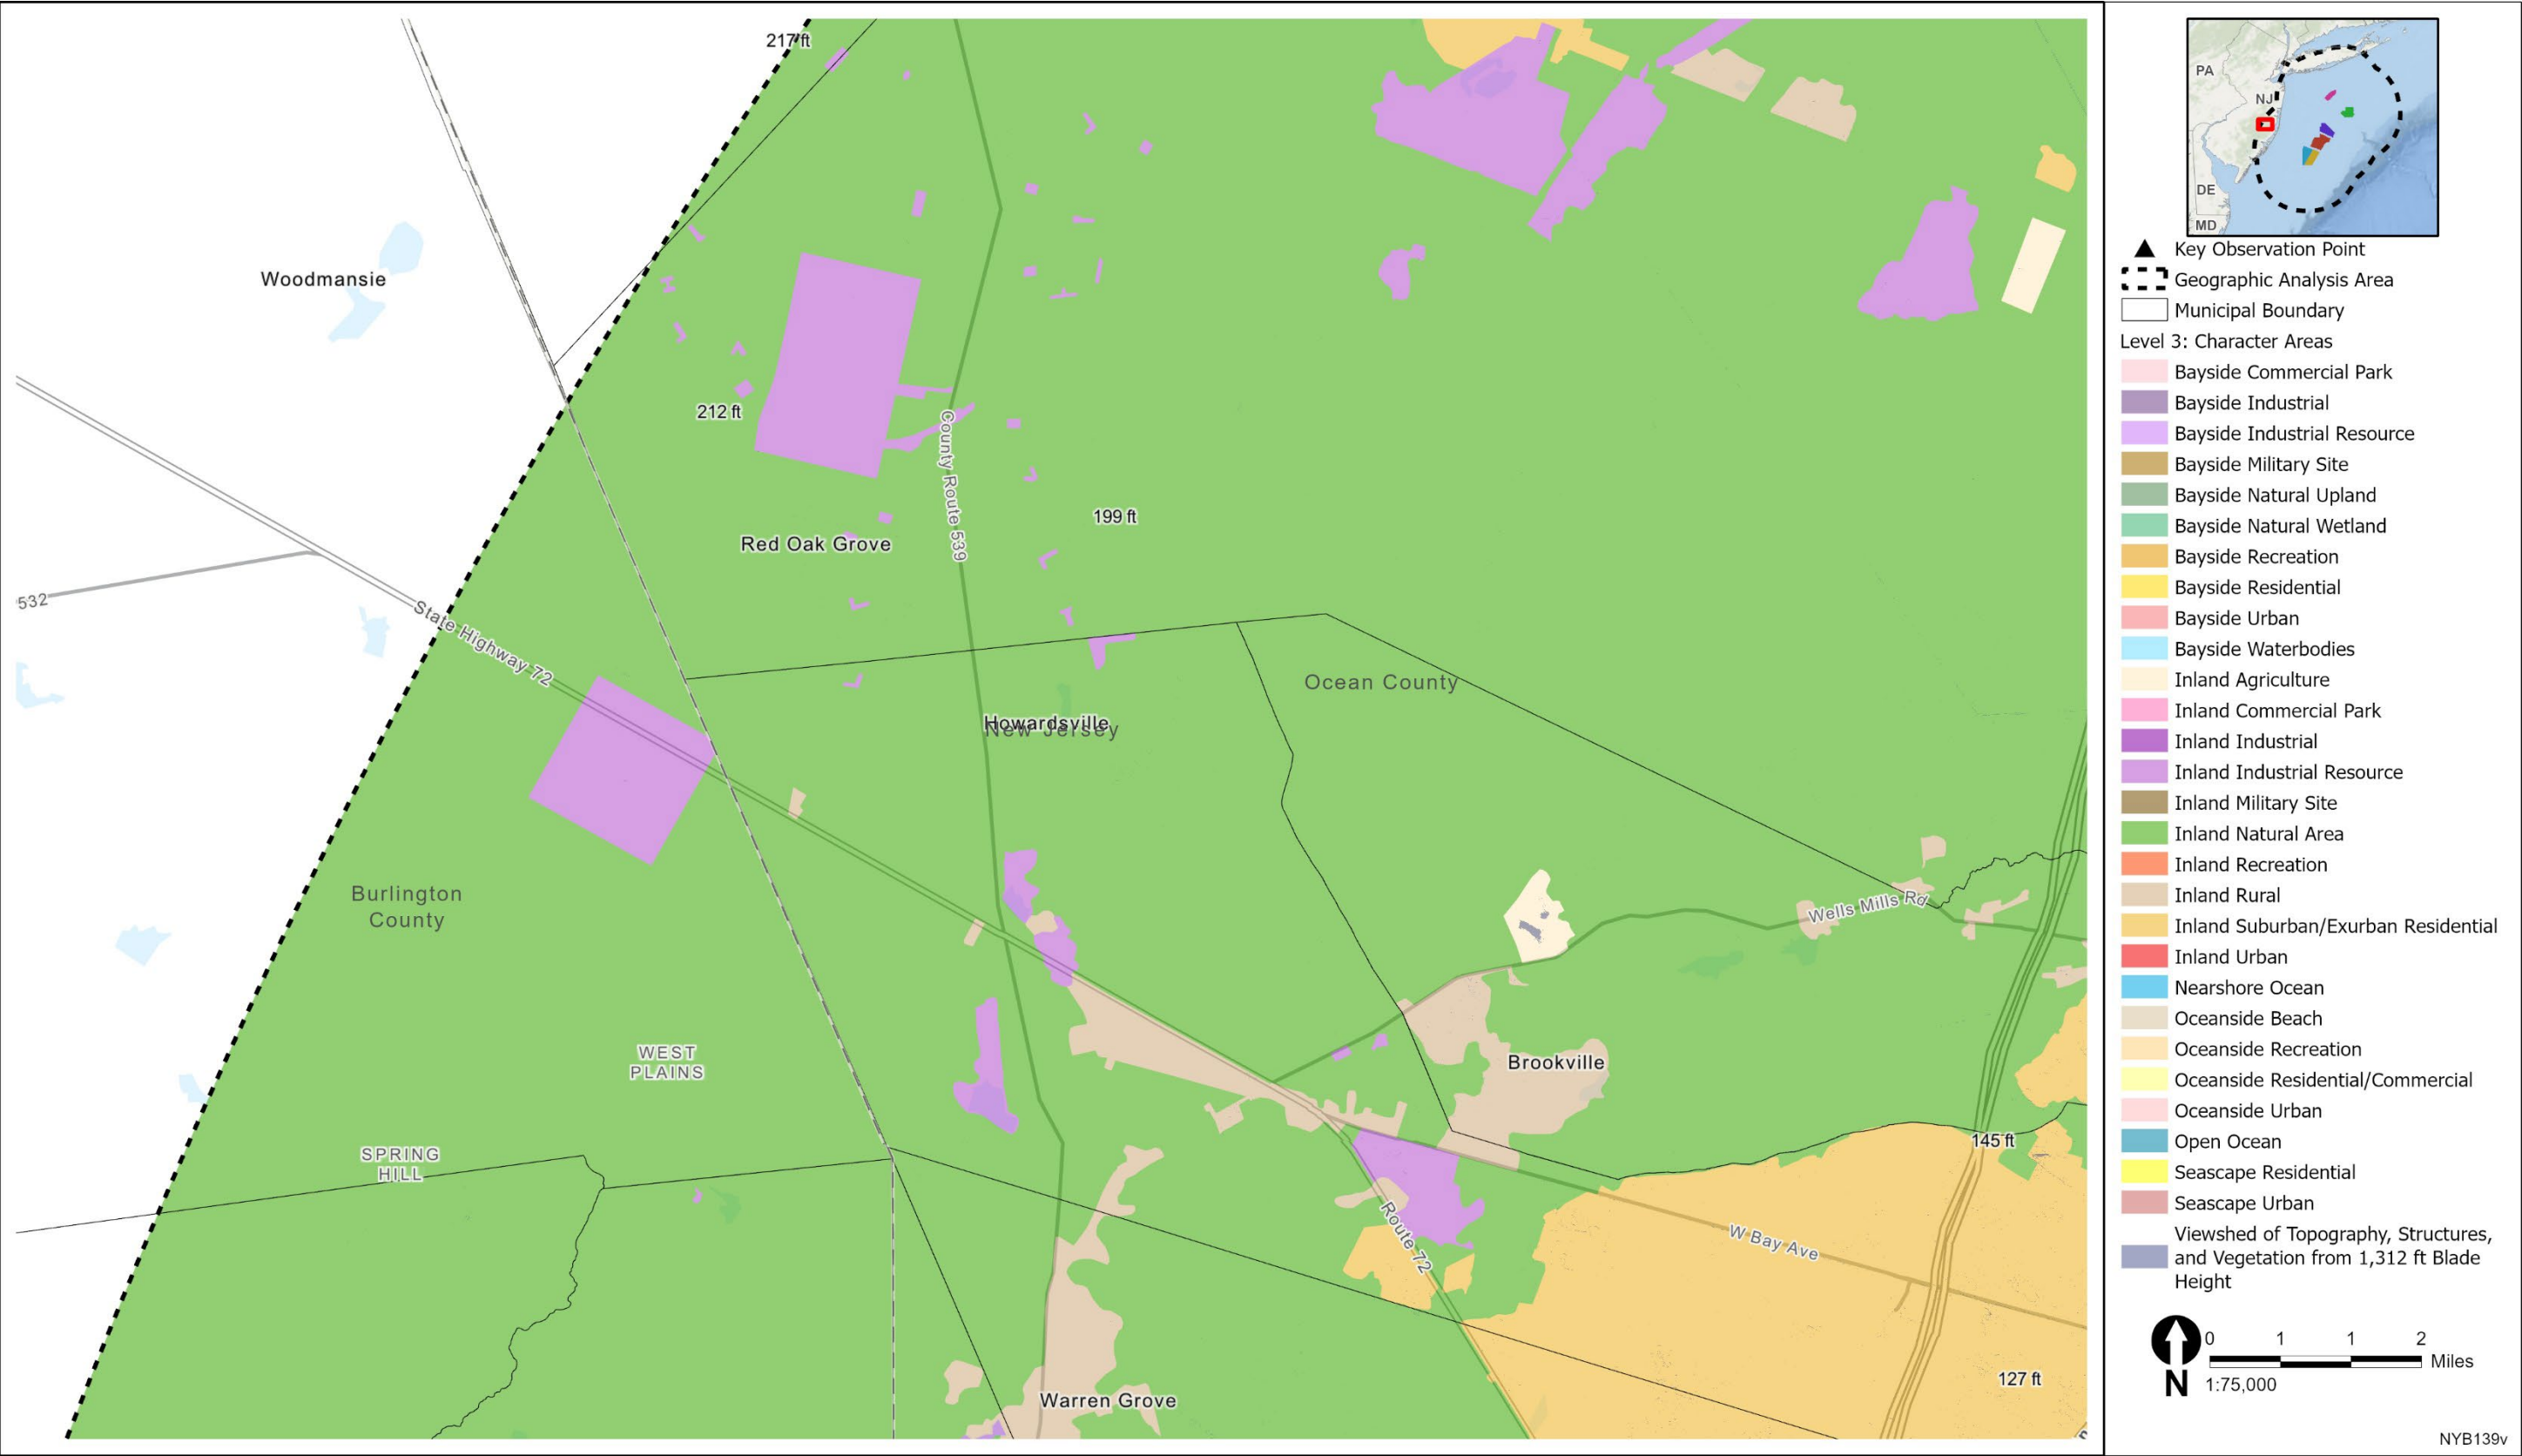 217 ft
Woodmansie
212 ft
County Route 539
199 ft
Red Oak Grove
532
State Highway 72
Ocean County
Howardsville
New Jersey
Burlington
County
Wells Mills Rd
WEST
PLAINS
Brookville
SPRING
HILL
145 ft
Route 72
W Bay Ave
127 ft
Warren Grove
PA
NJ
DE
MD
Key Observation Point
Geographic Analysis Area
Municipal Boundary
Level 3: Character Areas
Bayside Commercial Park
Bayside Industrial
Bayside Industrial Resource
Bayside Military Site
Bayside Natural Upland
Bayside Natural Wetland
Bayside Recreation
Bayside Residential
Bayside Urban
Bayside Waterbodies
Inland Agriculture
Inland Commercial Park
Inland Industrial
Inland Industrial Resource
Inland Military Site
Inland Natural Area
Inland Recreation
Inland Rural
Inland Suburban/Exurban Residential
Inland Urban
Nearshore Ocean
Oceanside Beach
Oceanside Recreation
Oceanside Residential/Commercial
Oceanside Urban
Open Ocean
Seascape Residential
Seascape Urban
Viewshed of Topography, Structures,
and Vegetation from 1,312 ft Blade
Height
0 1 1 2
Miles
N
1:75,000
NYB139v